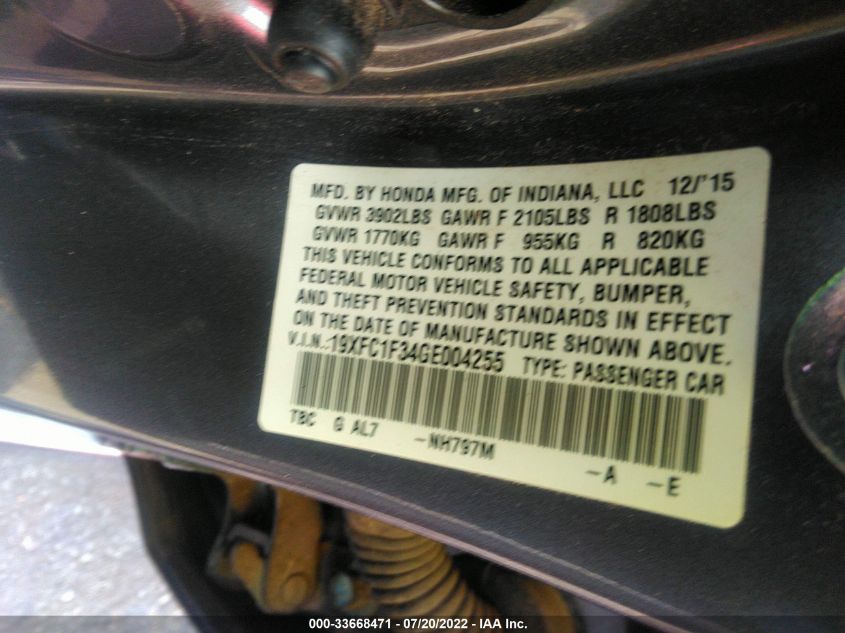 MFD. BY HONDA MFG. OF INDIANA, LLC 12/'15
GVWR 3902LBS GAWR F 2105LBS R 1808LBS
GVWR 1770KG GAWR F 955KG R 820KG
THIS VEHICLE CONFORMS TO ALL APPLICABLE
FEDERAL MOTOR VEHICLE SAFETY, BUMPER,
AND THEFT PREVENTION STANDARDS IN EFFECT
ON THE DATE OF MANUFACTURE SHOWN ABOVE.
V.I.N.:19XFC1F34GE004255 TYPE: PASSENGER CAR
TBC G AL7 -NH797M -A -E
000-33668471 - 07/20/2022 - IAA Inc.